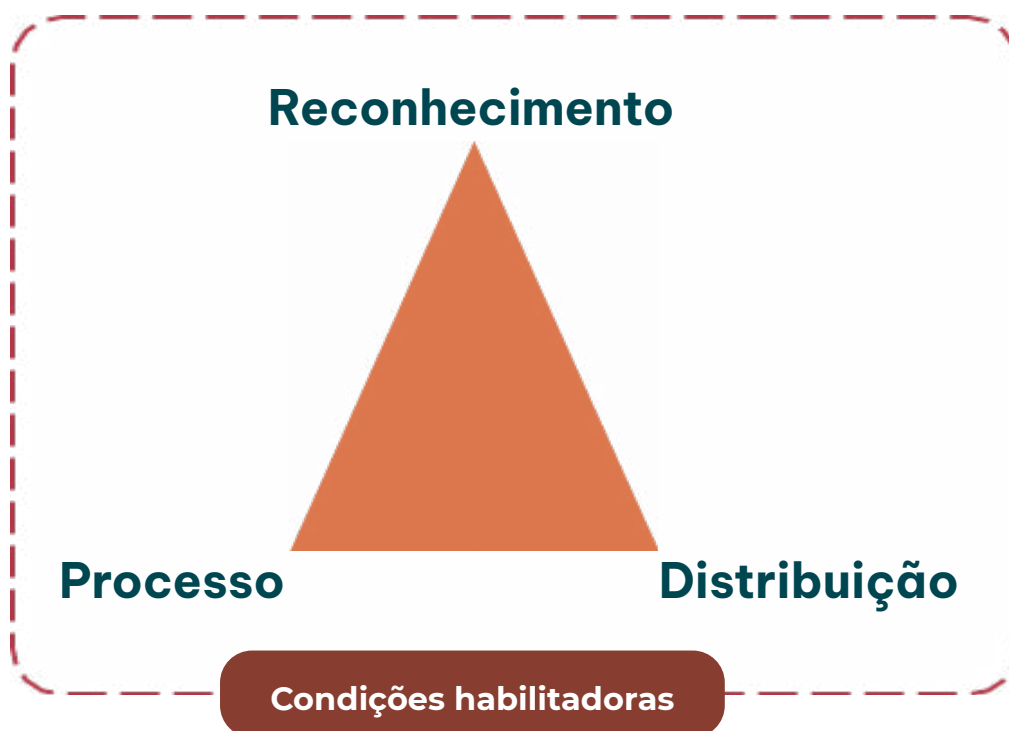 Reconhecimento
Processo
Distribuição
Condições habilitadoras